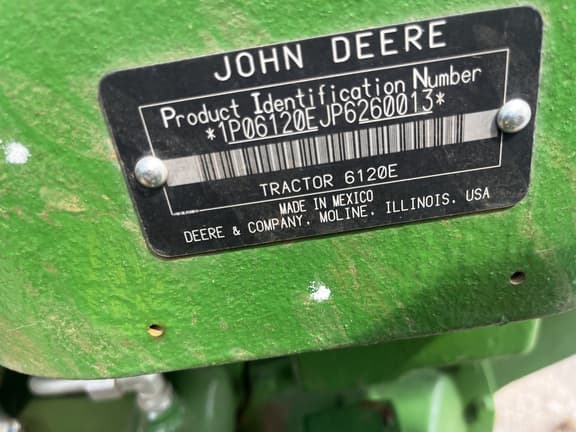 JOHN DEERE
Product Identification Number
*1P06120EJP6260013*
TRACTOR 6120E
MADE IN MEXICO
DEERE & COMPANY, MOLINE, ILLINOIS, USA